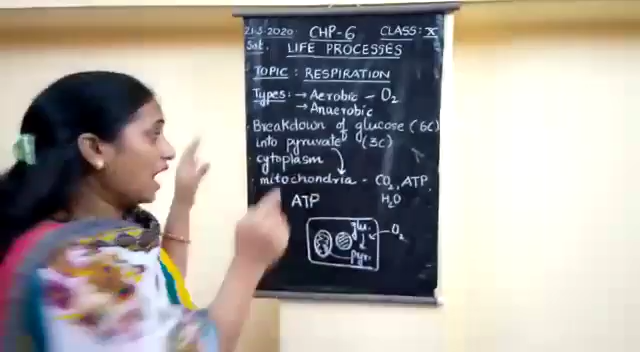 21-3-2020 CHP-6 CLASS: X
Sat. LIFE PROCESSES
TOPIC : RESPIRATION
Types: → Aerobic - O₂
→ Anaerobic
· Breakdown of glucose (6C)
into pyruvate (3C)
· cytoplasm
· mitochondria - CO₂, ATP,
H₂O
ATP
glu. O₂
pyr.